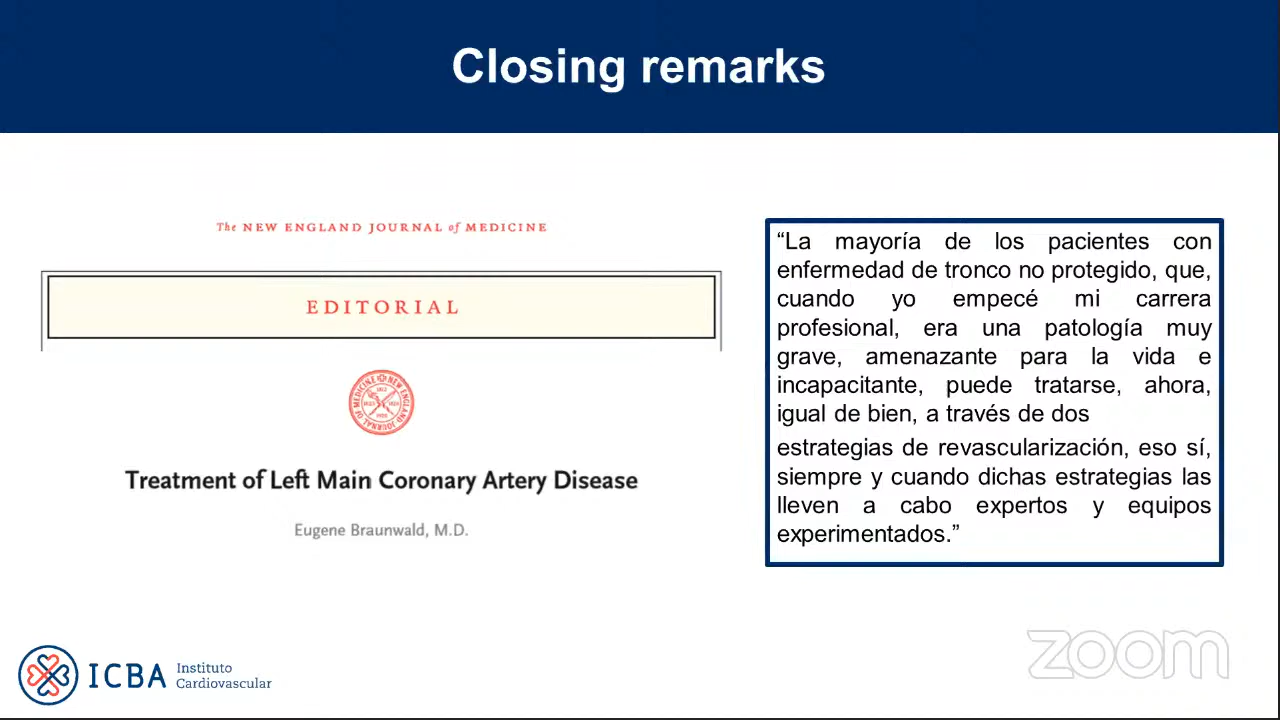 Closing remarks
The NEW ENGLAND JOURNAL of MEDICINE
EDITORIAL
Treatment of Left Main Coronary Artery Disease
Eugene Braunwald, M.D.
“La mayoría de los pacientes con
enfermedad de tronco no protegido, que,
cuando yo empecé mi carrera
profesional, era una patología muy
grave, amenazante para la vida e
incapacitante, puede tratarse, ahora,
igual de bien, a través de dos
estrategias de revascularización, eso sí,
siempre y cuando dichas estrategias las
lleven a cabo expertos y equipos
experimentados.”
ICBA Instituto
Cardiovascular
zoom